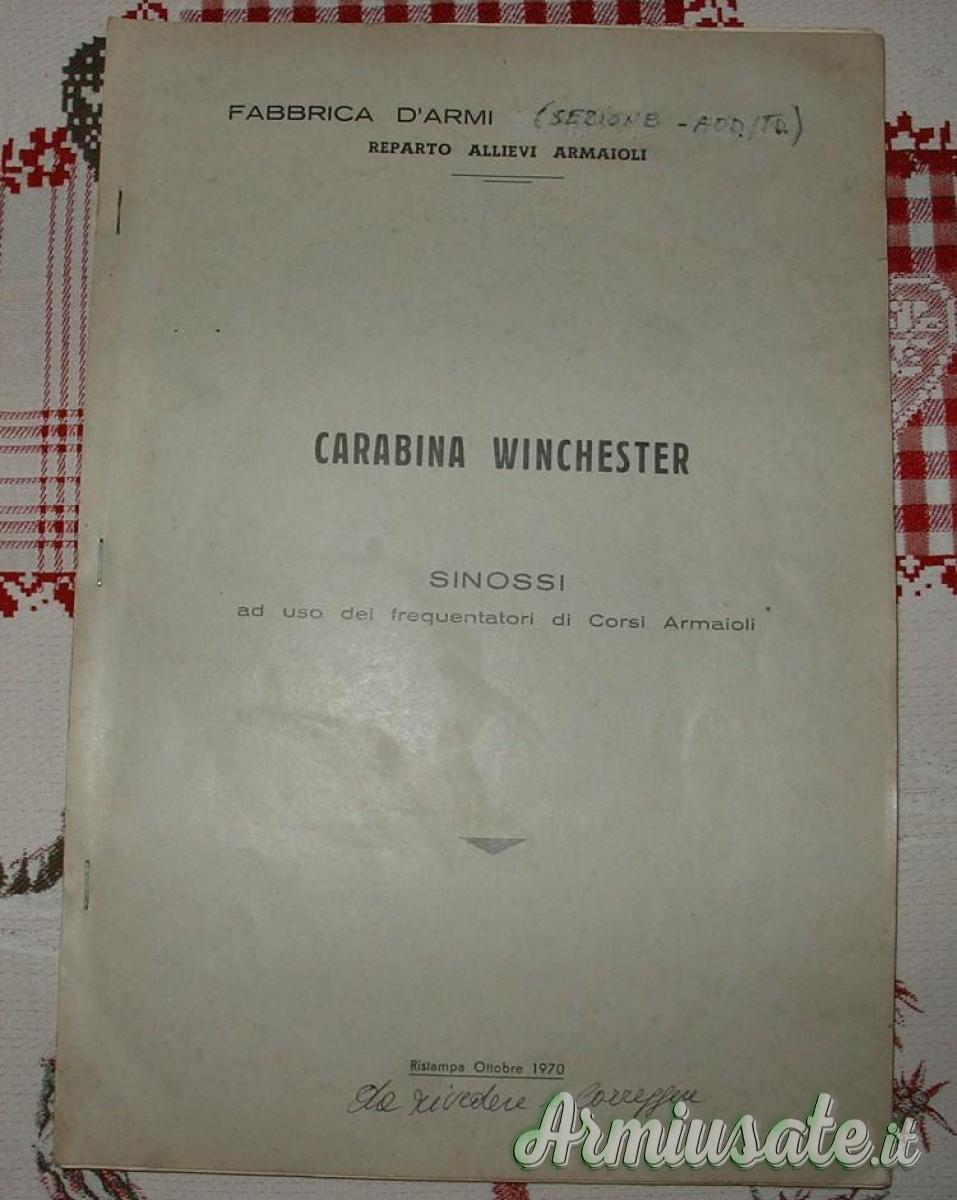 FABBRICA D'ARMI (SEZIONE - ADD/TO)
REPARTO ALLIEVI ARMAIOLI
CARABINA WINCHESTER
SINOSSI
ad uso dei frequentatori di Corsi Armaioli
Ristampa Ottobre 1970
da rivedere e correggere
Armiusate.it